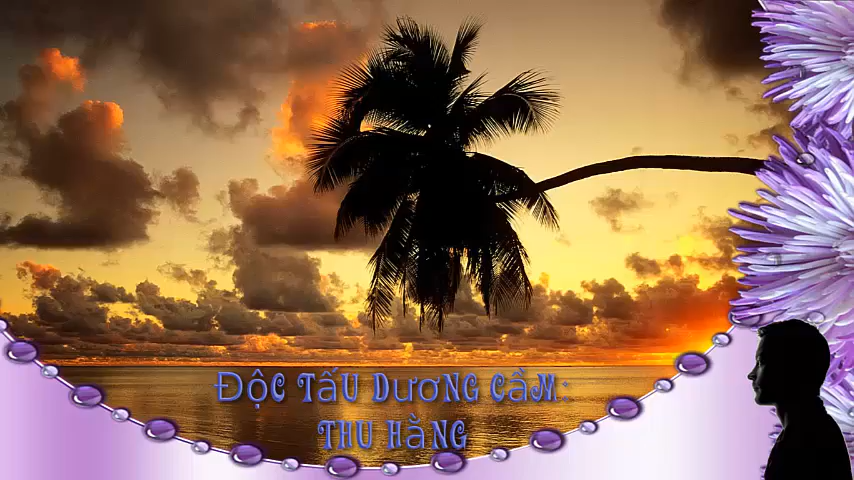 ĐỘC TẤU DƯƠNG CẦM:
THU HẰNG